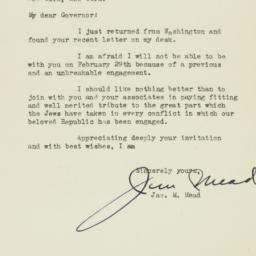 My dear Governor:
I just returned from Washington and
found your recent letter on my desk.
I am afraid I will not be able to be
with you on February 29th because of a previous
and an unbreakable engagement.
I should like nothing better than to
join with you and your associates in paying fitting
and well merited tribute to the great part which
the Jews have taken in every conflict in which our
beloved Republic has been engaged.
Appreciating deeply your invitation
and with best wishes, I am
Sincerely yours,
Jim Mead
Jas. M. Mead